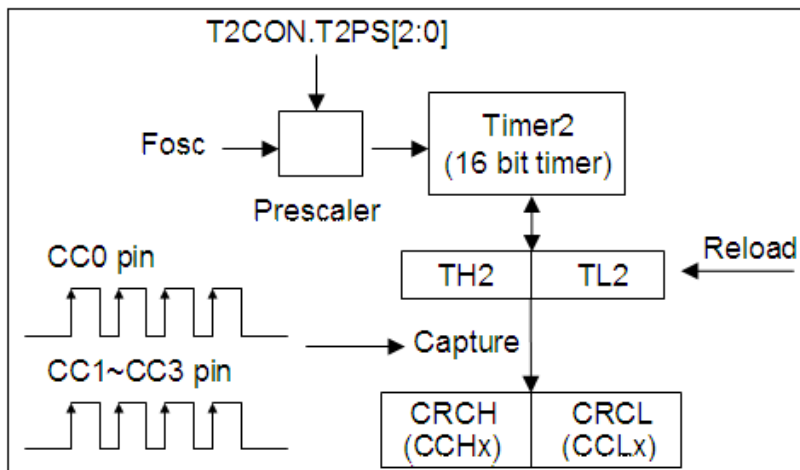 T2CON.T2PS[2:0]
Fosc
Prescaler
Timer2
(16 bit timer)
TH2
TL2
Reload
CC0 pin
Capture
CC1~CC3 pin
CRCH
(CCHx)
CRCL
(CCLx)